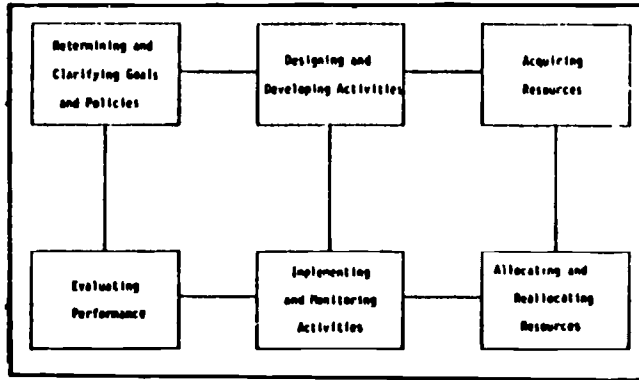 Determining and
Clarifying Goals
and Policies
Designing and
Developing Activities
Acquiring
Resources
Evaluating
Performance
Implementing
and Monitoring
Activities
Allocating and
Reallocating
Resources